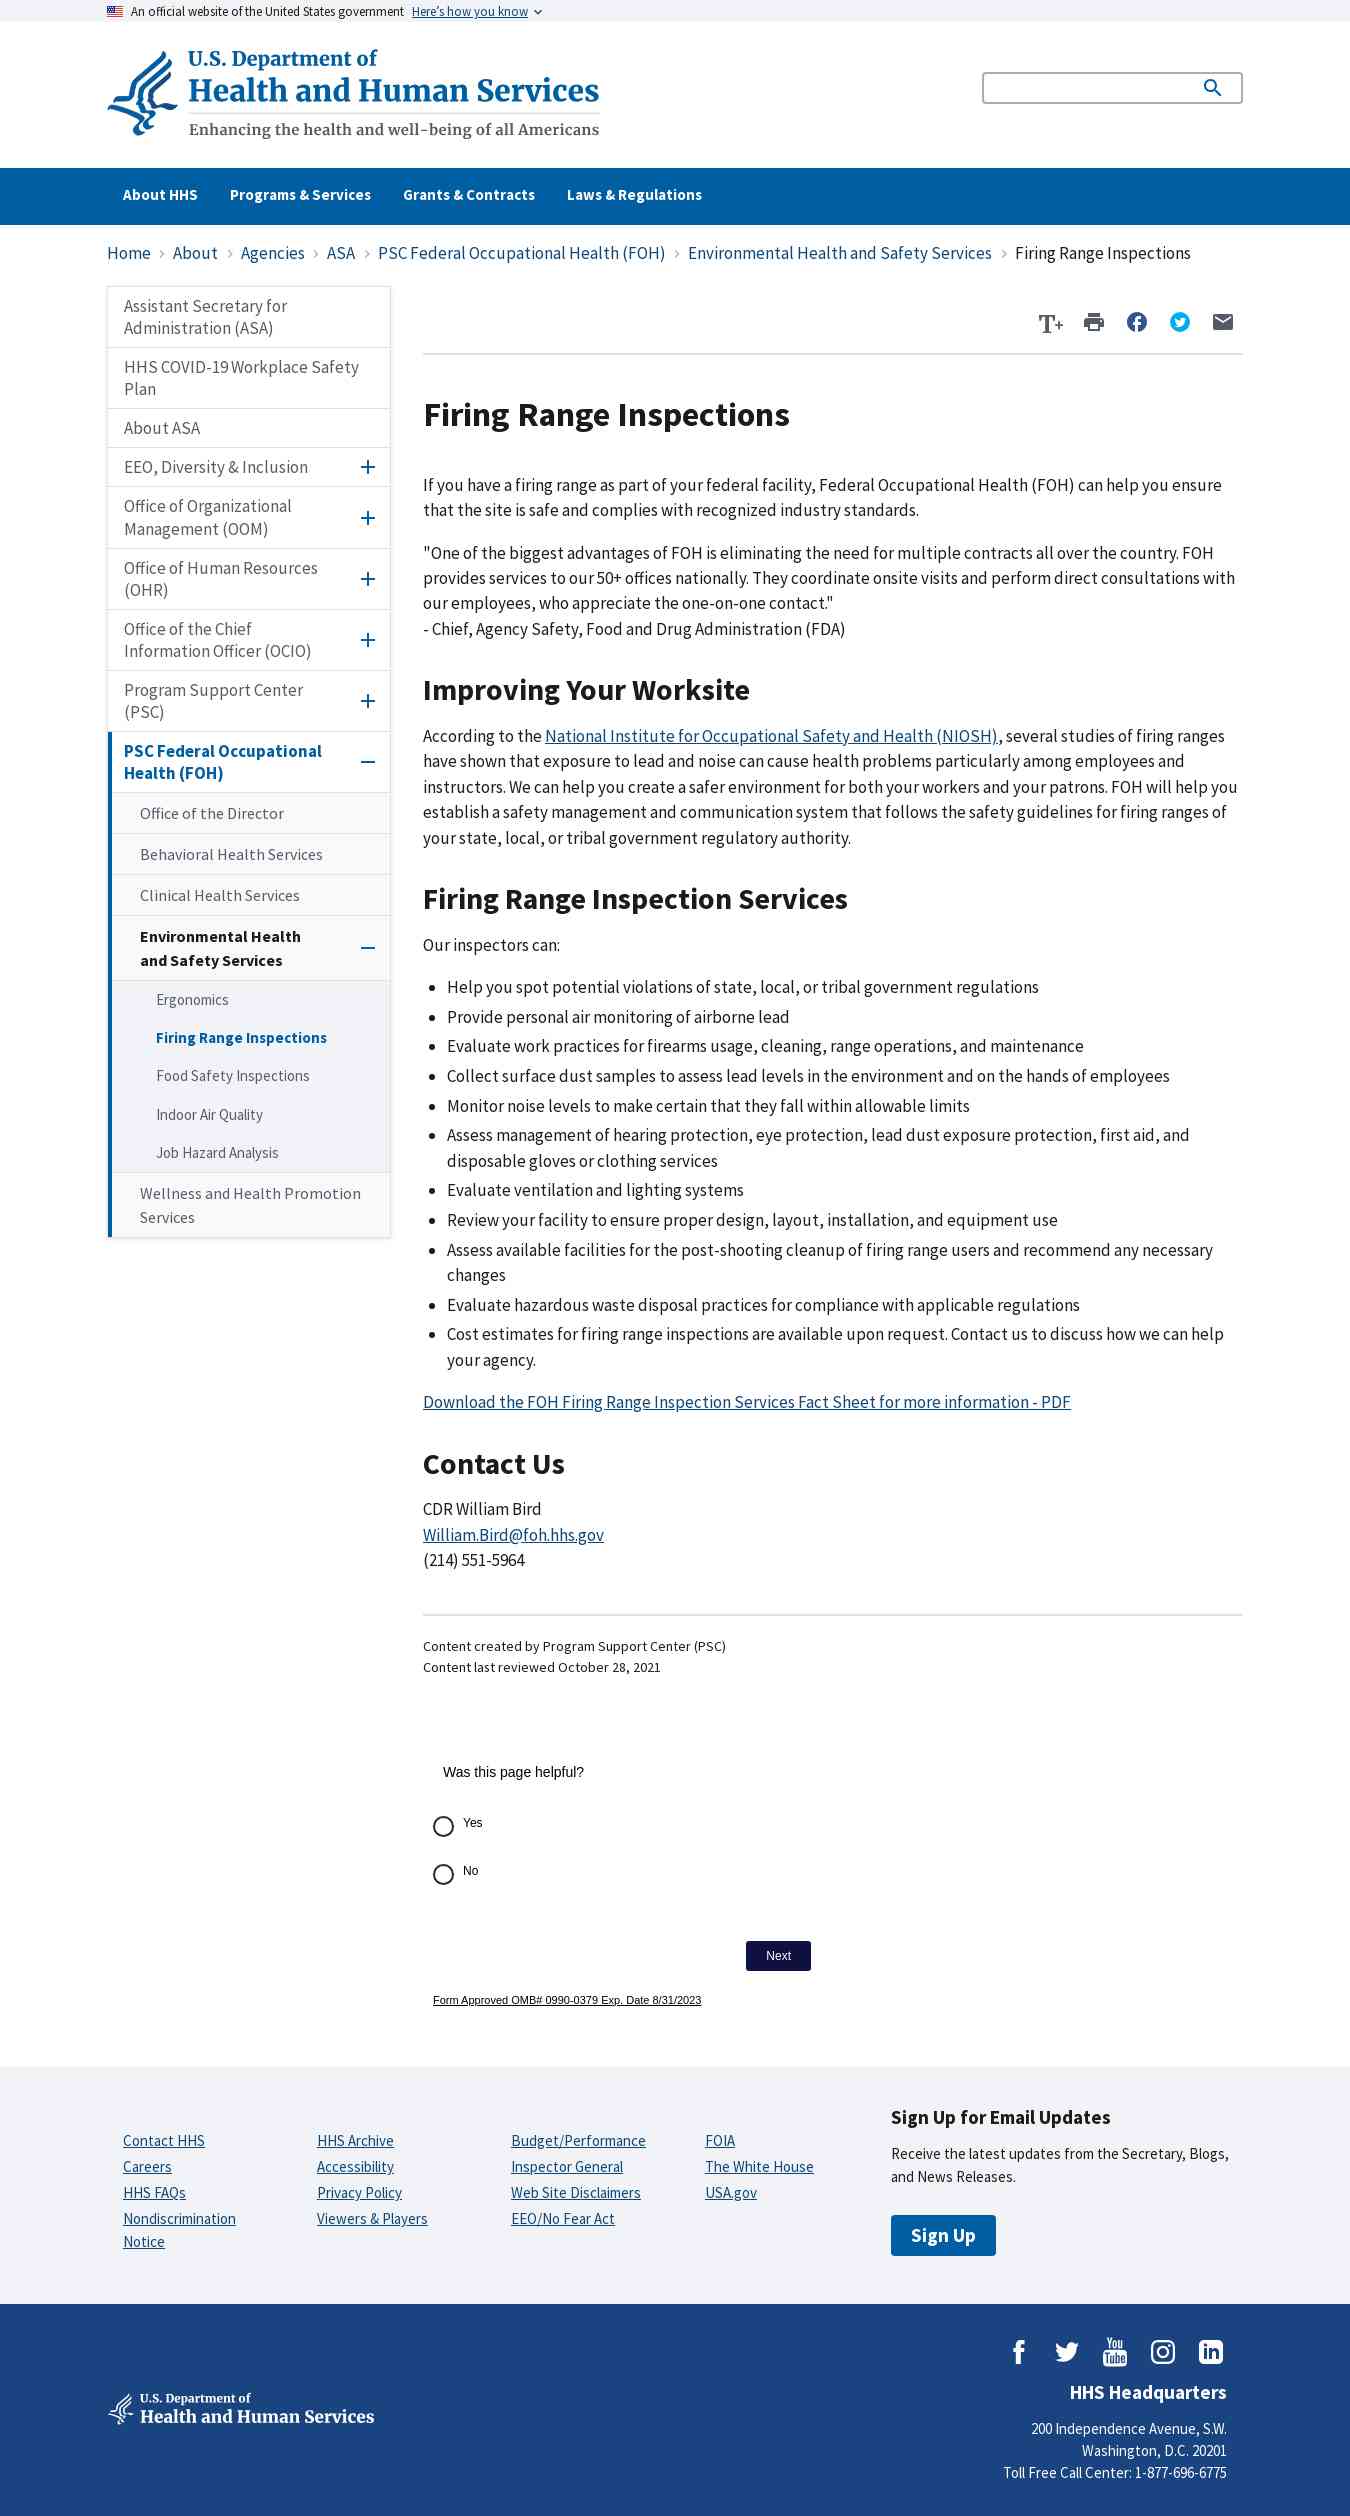 An official website of the United States government Here's how you know
U.S. Department of
Health and Human Services
Enhancing the health and well-being of all Americans
About HHS Programs & Services Grants & Contracts Laws & Regulations
Home › About › Agencies › ASA › PSC Federal Occupational Health (FOH) › Environmental Health and Safety Services › Firing Range Inspections
Assistant Secretary for
Administration (ASA)
HHS COVID-19 Workplace Safety
Plan
About ASA
EEO, Diversity & Inclusion
Office of Organizational
Management (OOM)
Office of Human Resources
(OHR)
Office of the Chief
Information Officer (OCIO)
Program Support Center
(PSC)
PSC Federal Occupational
Health (FOH)
Office of the Director
Behavioral Health Services
Clinical Health Services
Environmental Health
and Safety Services
Ergonomics
Firing Range Inspections
Food Safety Inspections
Indoor Air Quality
Job Hazard Analysis
Wellness and Health Promotion
Services
T+
Firing Range Inspections
If you have a firing range as part of your federal facility, Federal Occupational Health (FOH) can help you ensure
that the site is safe and complies with recognized industry standards.
"One of the biggest advantages of FOH is eliminating the need for multiple contracts all over the country. FOH
provides services to our 50+ offices nationally. They coordinate onsite visits and perform direct consultations with
our employees, who appreciate the one-on-one contact."
- Chief, Agency Safety, Food and Drug Administration (FDA)
Improving Your Worksite
According to the National Institute for Occupational Safety and Health (NIOSH), several studies of firing ranges
have shown that exposure to lead and noise can cause health problems particularly among employees and
instructors. We can help you create a safer environment for both your workers and your patrons. FOH will help you
establish a safety management and communication system that follows the safety guidelines for firing ranges of
your state, local, or tribal government regulatory authority.
Firing Range Inspection Services
Our inspectors can:
• Help you spot potential violations of state, local, or tribal government regulations
• Provide personal air monitoring of airborne lead
• Evaluate work practices for firearms usage, cleaning, range operations, and maintenance
• Collect surface dust samples to assess lead levels in the environment and on the hands of employees
• Monitor noise levels to make certain that they fall within allowable limits
• Assess management of hearing protection, eye protection, lead dust exposure protection, first aid, and
disposable gloves or clothing services
• Evaluate ventilation and lighting systems
• Review your facility to ensure proper design, layout, installation, and equipment use
• Assess available facilities for the post-shooting cleanup of firing range users and recommend any necessary
changes
• Evaluate hazardous waste disposal practices for compliance with applicable regulations
• Cost estimates for firing range inspections are available upon request. Contact us to discuss how we can help
your agency.
Download the FOH Firing Range Inspection Services Fact Sheet for more information - PDF
Contact Us
CDR William Bird
William.Bird@foh.hhs.gov
(214) 551-5964
Content created by Program Support Center (PSC)
Content last reviewed October 28, 2021
Was this page helpful?
Yes
No
Next
Form Approved OMB# 0990-0379 Exp. Date 8/31/2023
Contact HHS
Careers
HHS FAQs
Nondiscrimination
Notice
HHS Archive
Accessibility
Privacy Policy
Viewers & Players
Budget/Performance
Inspector General
Web Site Disclaimers
EEO/No Fear Act
FOIA
The White House
USA.gov
Sign Up for Email Updates
Receive the latest updates from the Secretary, Blogs,
and News Releases.
Sign Up
You
Tube
U.S. Department of
Health and Human Services
HHS Headquarters
200 Independence Avenue, S.W.
Washington, D.C. 20201
Toll Free Call Center: 1-877-696-6775